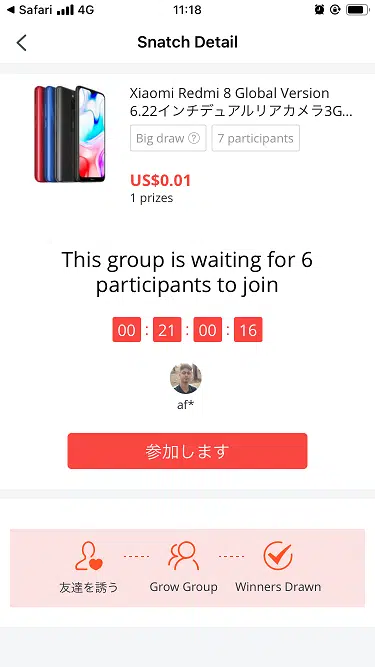 Safari 4G 11:18
Snatch Detail
Xiaomi Redmi 8 Global Version
6.22インチデュアルリアカメラ3G...
Big draw ? 7 participants
US$0.01
1 prizes
This group is waiting for 6
participants to join
00 : 21 : 00 : 16
af*
参加します
友達を誘う Grow Group Winners Drawn